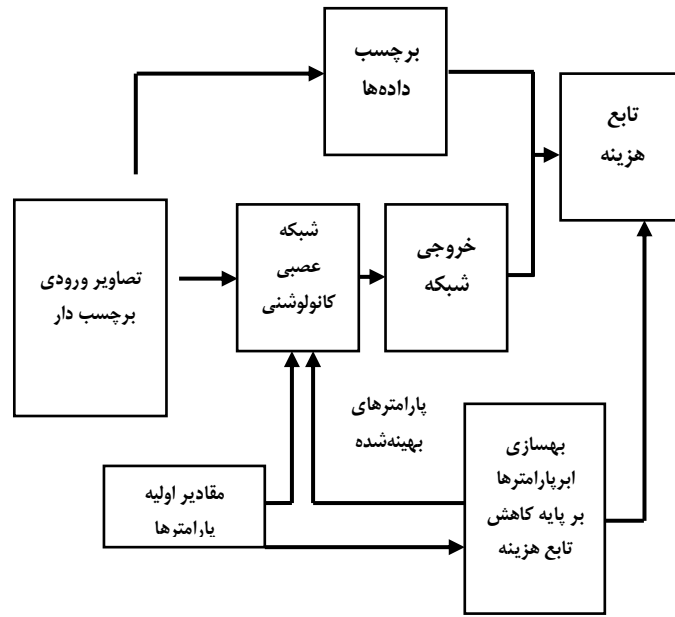 برچسب
داده‌ها
تابع
هزینه
تصاویر ورودی
برچسب دار
شبکه
عصبی
کانولوشنی
خروجی
شبکه
پارامترهای
بهینه‌شده
مقادیر اولیه
پارامترها
بهسازی
ابرپارامترها
بر پایه کاهش
تابع هزینه